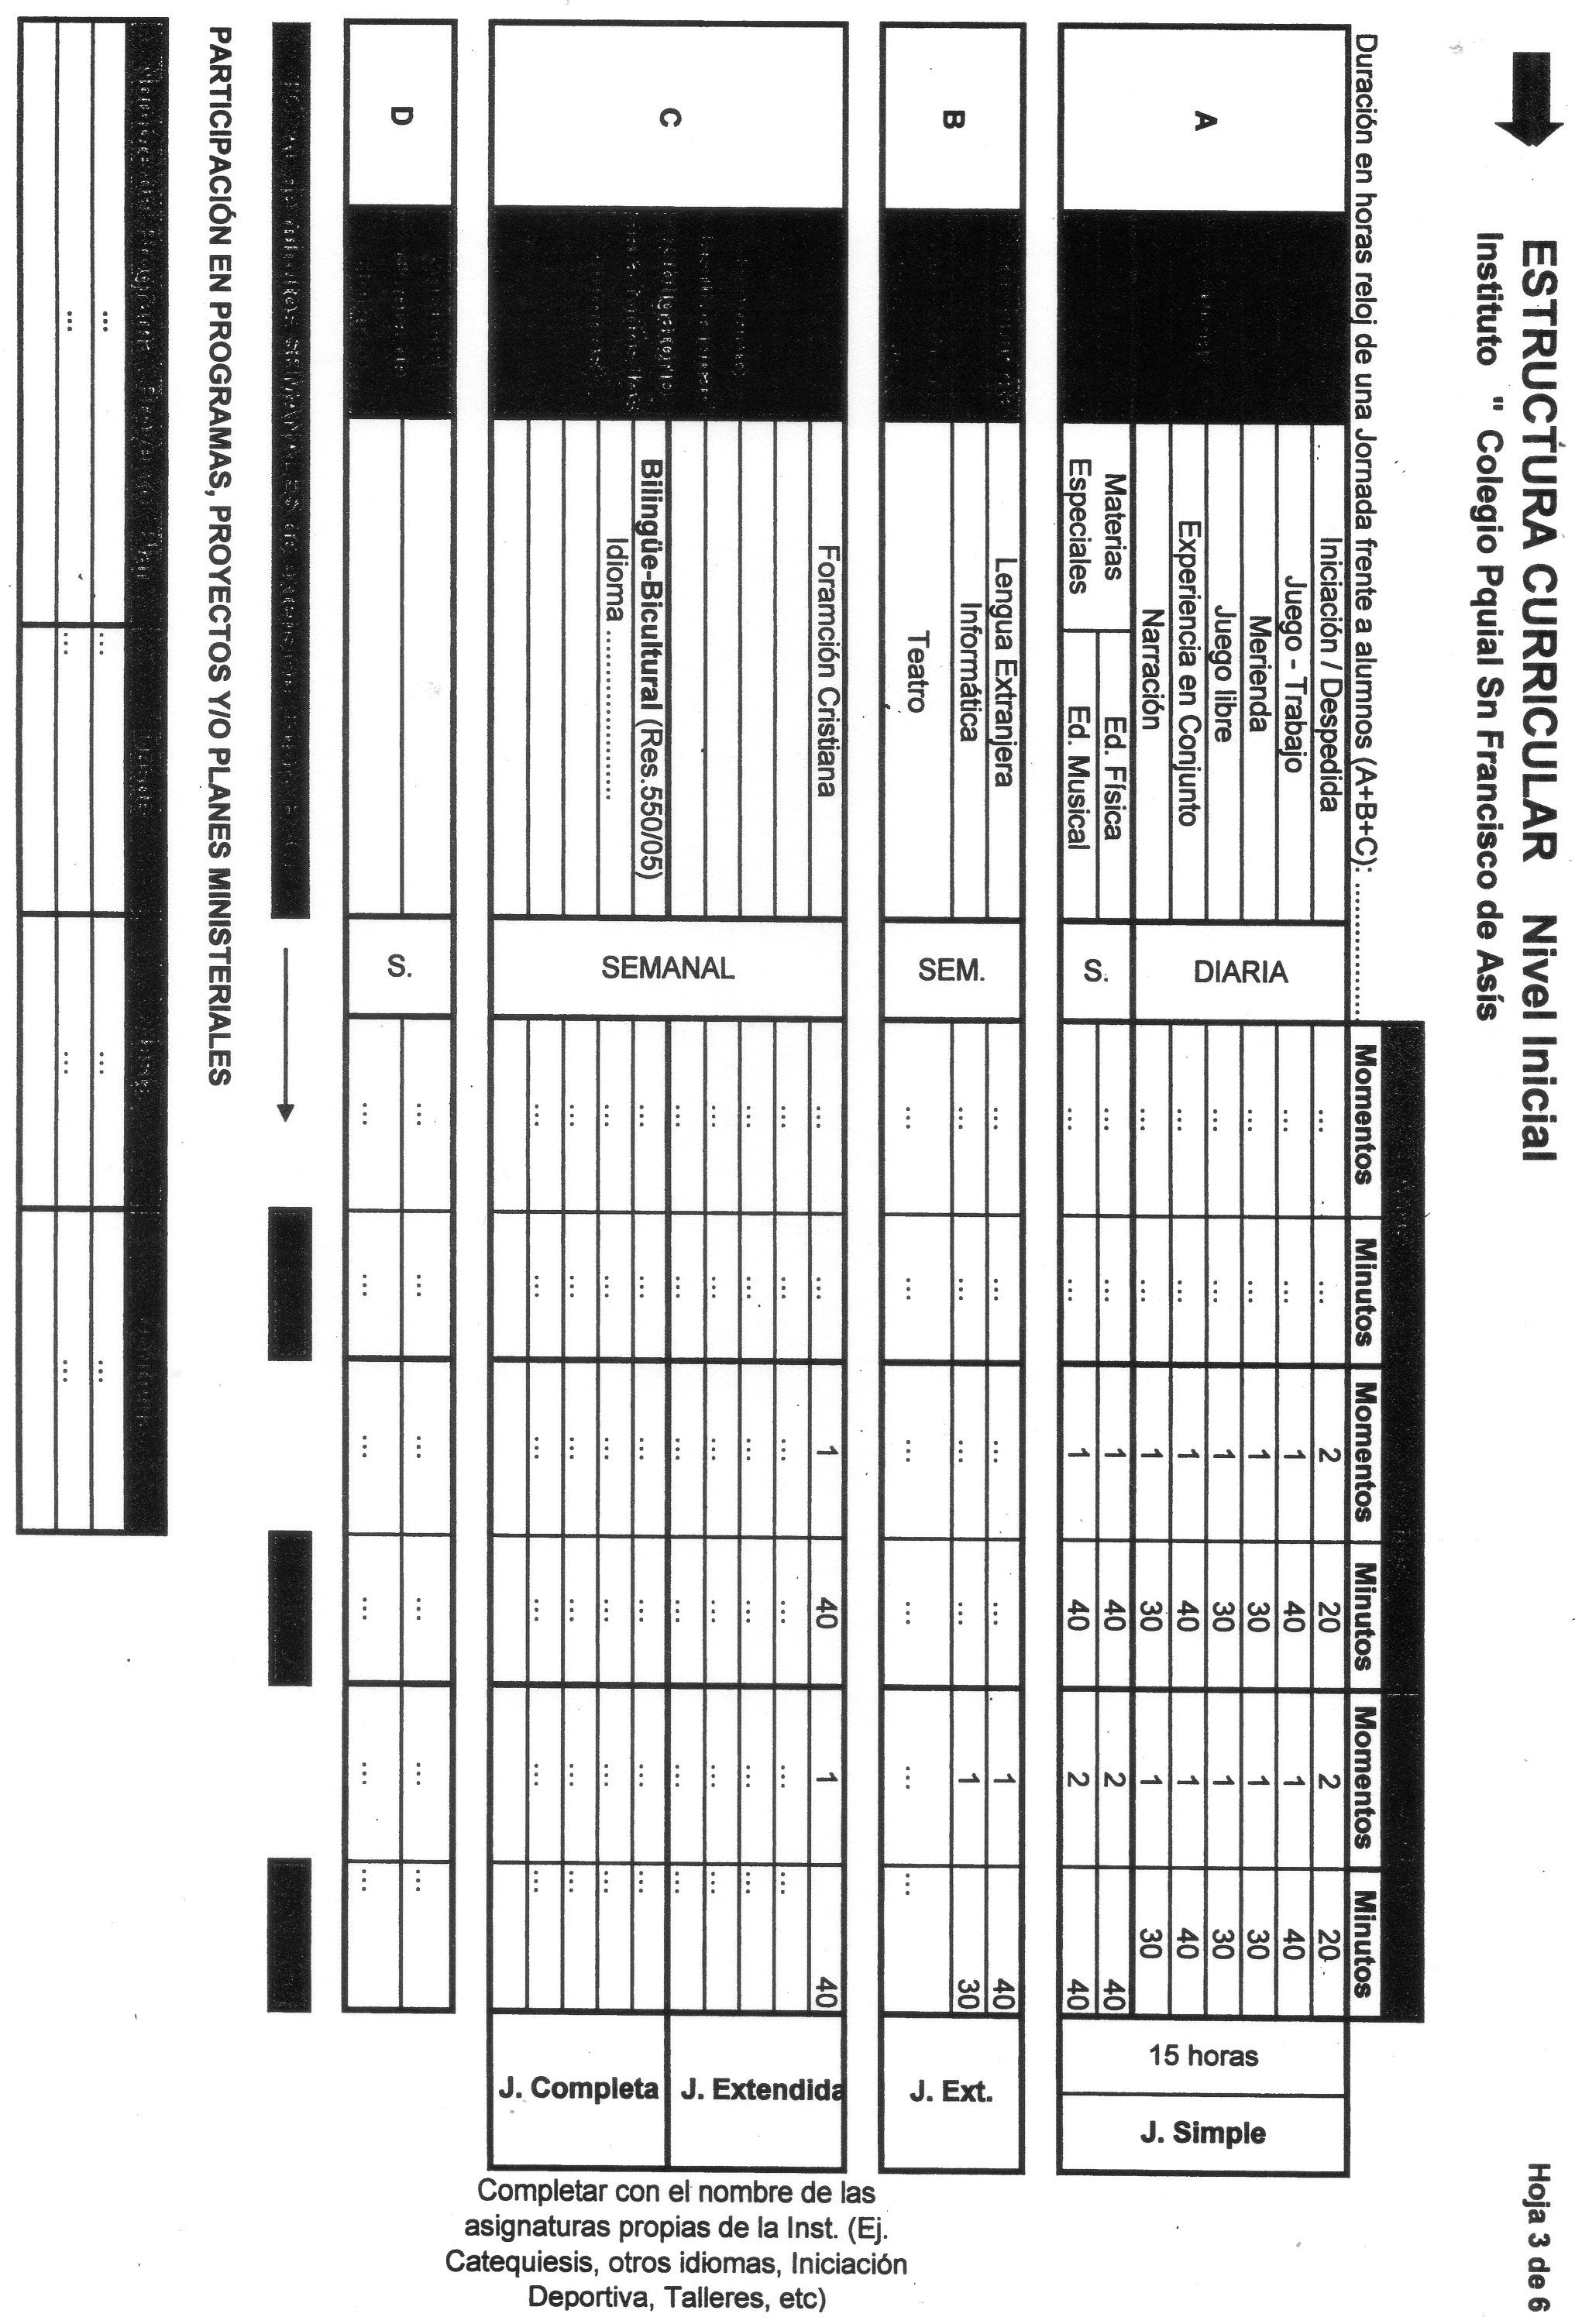 ESTRUCTURA CURRICULAR Nivel Inicial Hoja 3 de 6
Instituto " Colegio Pquial Sn Francisco de Asís
Duración en horas reloj de una Jornada frente a alumnos (A+B+C): ................
Momentos Minutos Momentos Minutos Momentos Minutos
A
Iniciación / Despedida DIARIA ... ... 2 20 2 20 15 horas J. Simple
Juego - Trabajo ... ... 1 40 1 40
Merienda ... ... 1 30 1 30
Juego libre ... ... 1 30 1 30
Experiencia en Conjunto ... ... 1 40 1 40
Narración ... ... 1 30 1 30
Materias Especiales S. Ed. Física ... ... 1 40 2 40
Ed. Musical ... ... 1 40 2 40
B
Lengua Extranjera SEM. ... ... ... ... 1 40 J. Ext.
Informática ... ... ... ... 1 30
Teatro ... ... ... ... ... ...
C
Foramción Cristiana SEMANAL ... ... 1 40 1 40 J. Extendida
... ... ... ... ... ...
... ... ... ... ... ...
... ... ... ... ... ...
... ... ... ... ... ...
Bilingüe-Bicultural (Res.550/05) ... ... ... ... ... ... J. Completa
Idioma ...................... ... ... ... ... ... ...
... ... ... ... ... ...
... ... ... ... ... ...
Completar con el nombre de las
asignaturas propias de la Inst. (Ej.
Catequiesis, otros idiomas, Iniciación
Deportiva, Talleres, etc)
D
S. ... ... ... ... ... ...
... ... ... ... ... ...
SEMANALES
PARTICIPACIÓN EN PROGRAMAS, PROYECTOS Y/O PLANES MINISTERIALES
... ... ... ...
... ... ... ...